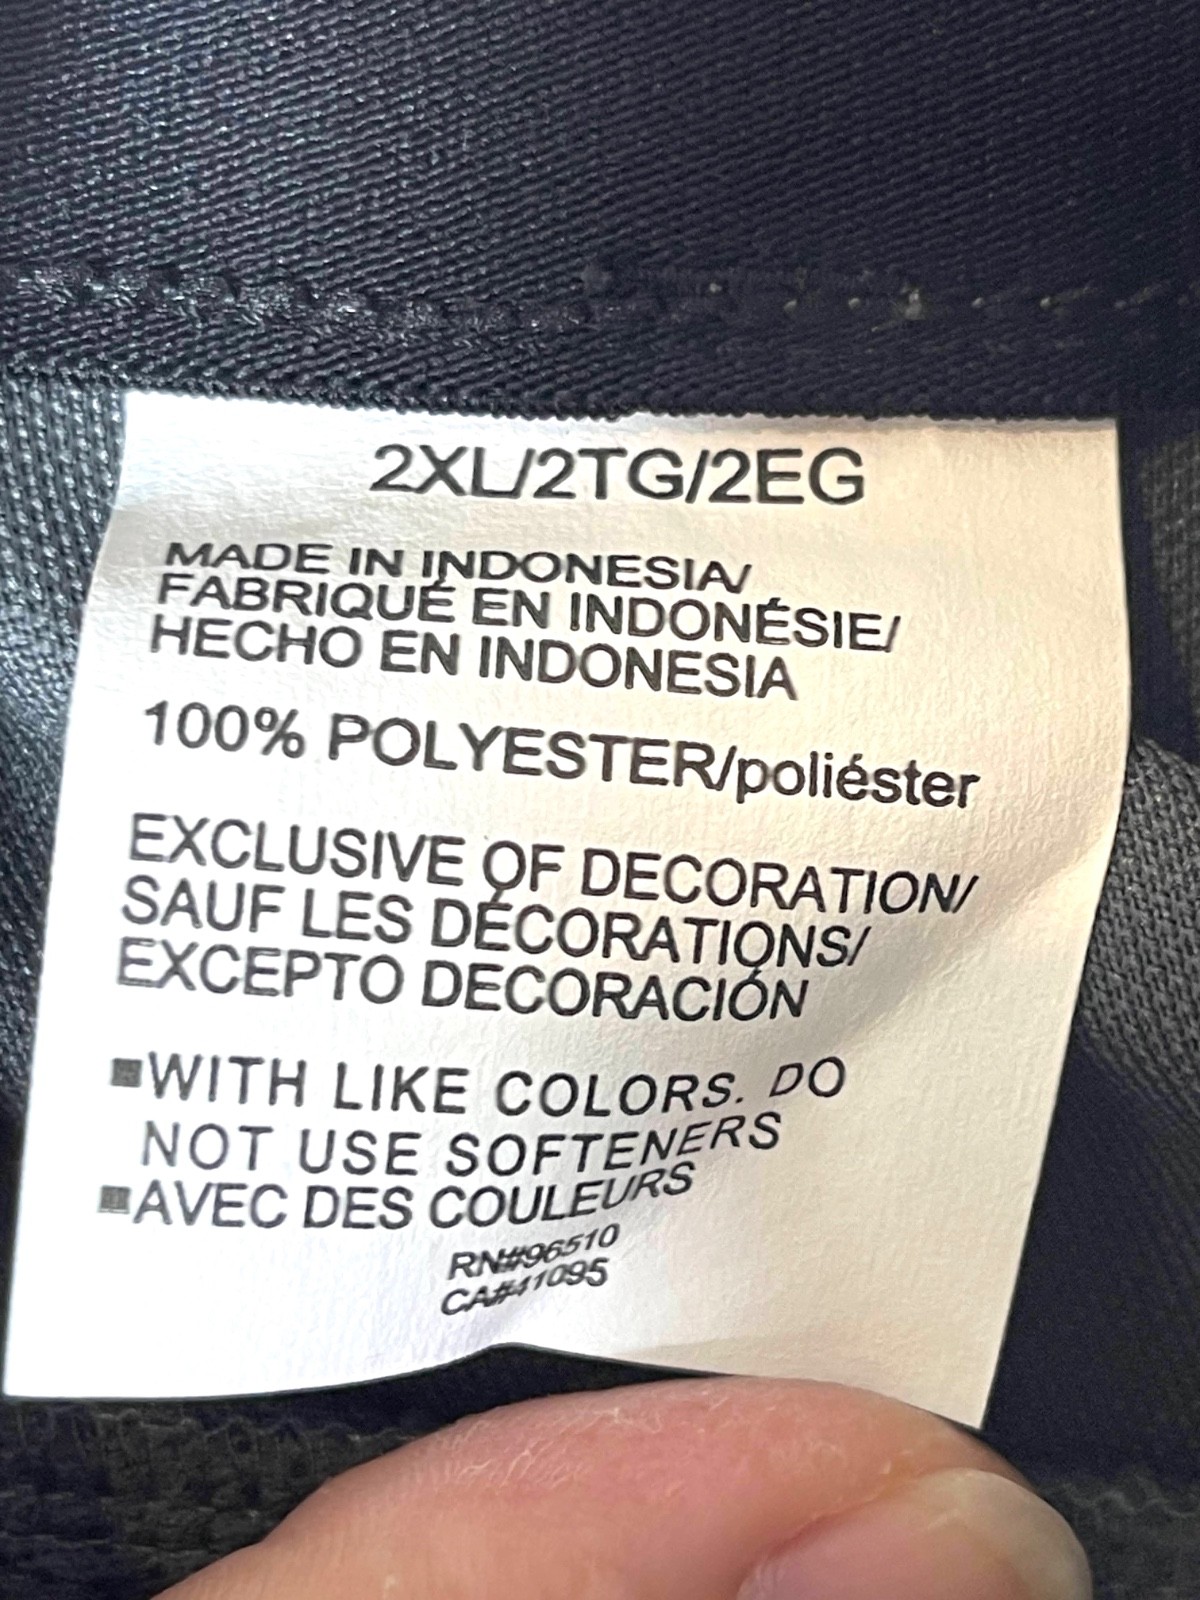 2XL/2TG/2EG
MADE IN INDONESIA/
FABRIQUÉ EN INDONÉSIE/
HECHO EN INDONESIA
100% POLYESTER/poliéster
EXCLUSIVE OF DECORATION/
SAUF LES DÉCORATIONS/
EXCEPTO DECORACIÓN
WITH LIKE COLORS. DO
NOT USE SOFTENERS
AVEC DES COULEURS
RN#96510
CA#41095